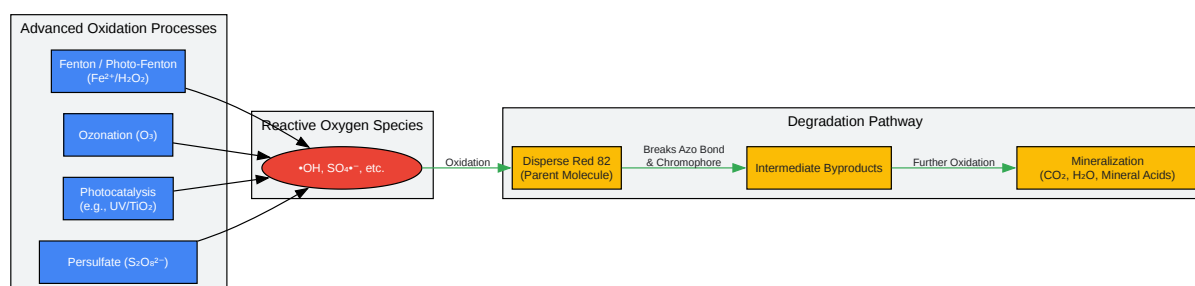 Advanced Oxidation Processes
Fenton / Photo-Fenton
(Fe²⁺/H₂O₂)
Ozonation (O₃)
Photocatalysis
(e.g., UV/TiO₂)
Persulfate (S₂O₈²⁻)
Reactive Oxygen Species
•OH, SO₄•⁻, etc.
Oxidation
Degradation Pathway
Disperse Red 82
(Parent Molecule)
Breaks Azo Bond
& Chromophore
Intermediate Byproducts
Further Oxidation
Mineralization
(CO₂, H₂O, Mineral Acids)